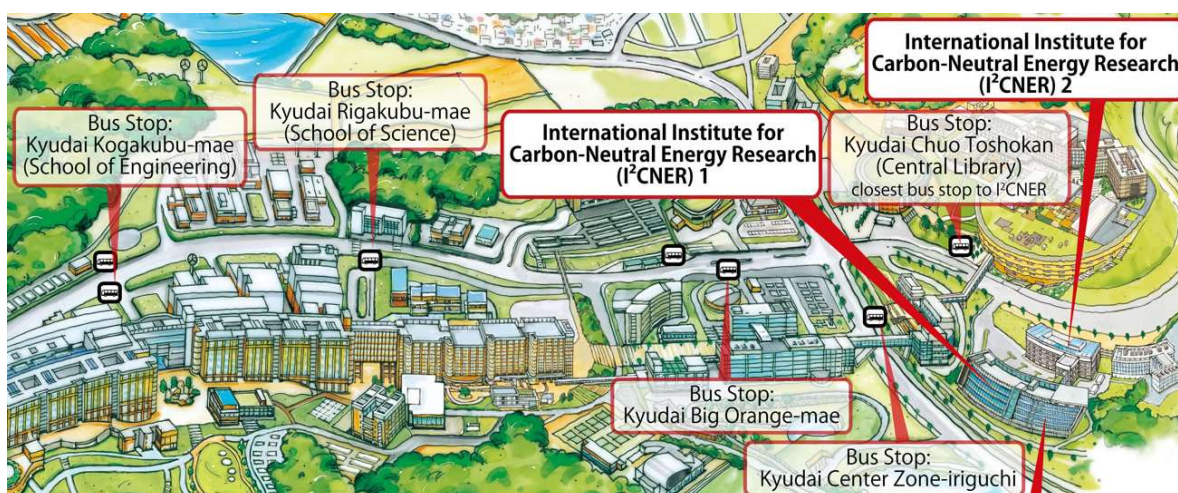 Bus Stop:
Kyudai Kogakubu-mae
(School of Engineering)
Bus Stop:
Kyudai Rigakubu-mae
(School of Science)
International Institute for
Carbon-Neutral Energy Research
(I²CNER) 1
International Institute for
Carbon-Neutral Energy Research
(I²CNER) 2
Bus Stop:
Kyudai Chuo Toshokan
(Central Library)
closest bus stop to I²CNER
Bus Stop:
Kyudai Big Orange-mae
Bus Stop:
Kyudai Center Zone-iriguchi